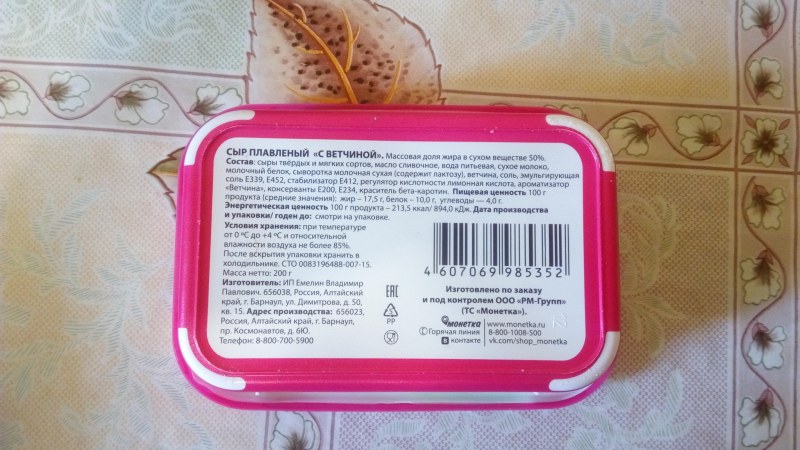 СЫР ПЛАВЛЕНЫЙ «С ВЕТЧИНОЙ». Массовая доля жира в сухом веществе 50%.
Состав: сыры твёрдых и мягких сортов, масло сливочное, вода питьевая, сухое молоко,
молочный белок, сыворотка молочная сухая (содержит лактозу), ветчина, соль, эмульгирующая
соль Е339, Е452, стабилизатор Е412, регулятор кислотности лимонная кислота, ароматизатор
«Ветчина», консерванты Е200, Е234, краситель бета-каротин. Пищевая ценность 100 г
продукта (средние значения): жир – 17,5 г, белок – 10,0 г, углеводы — 4,0 г.
Энергетическая ценность 100 г продукта – 213,5 ккал/ 894,0 кДж. Дата производства
и упаковки/ годен до: смотри на упаковке.
Условия хранения: при температуре
от 0 ºС до +4 ºС и относительной
влажности воздуха не более 85%.
После вскрытия упаковки хранить в
холодильнике. СТО 0083196488-007-15.
Масса нетто: 200 г
Изготовитель: ИП Емелин Владимир
Павлович. 656038, Россия, Алтайский
край, г. Барнаул, ул. Димитрова, д. 50,
кв. 15. Адрес производства: 656023,
Россия, Алтайский край, г. Барнаул,
пр. Космонавтов, д. 6Ю.
Телефон: 8-800-700-5900
EAC
5
PP
4 607069 985352
Изготовлено по заказу
и под контролем ООО «РМ-Групп»
(ТС «Монетка»).
МОНЕТКА www.monetka.ru
Горячая линия 8-800-1008-500
В контакте vk.com/shop_monetka